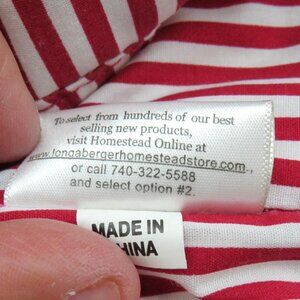 To select from hundreds of our best
selling new products,
visit Homestead Online at
www.longabergerhomesteadstore.com,
or call 740-322-5588
and select option #2.
MADE IN
CHINA